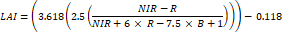 LAI = (3.618(2.5(NIR − R / NIR + 6 × R − 7.5 × B + 1))) − 0.118